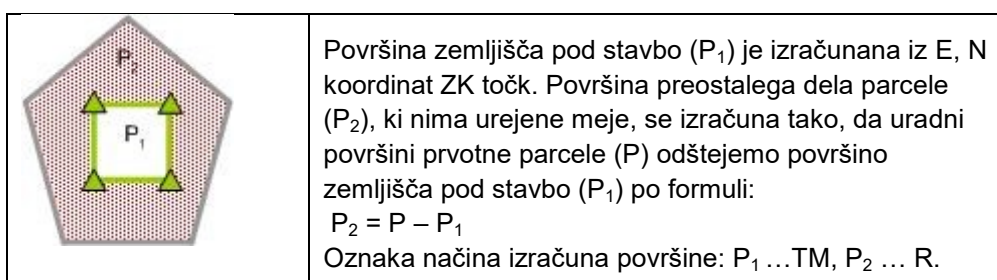 P₂
P₁
Površina zemljišča pod stavbo (P₁) je izračunana iz E, N
koordinat ZK točk. Površina preostalega dela parcele
(P₂), ki nima urejene meje, se izračuna tako, da uradni
površini prvotne parcele (P) odštejemo površino
zemljišča pod stavbo (P₁) po formuli:
P₂ = P – P₁
Oznaka načina izračuna površine: P₁ …TM, P₂ … R.